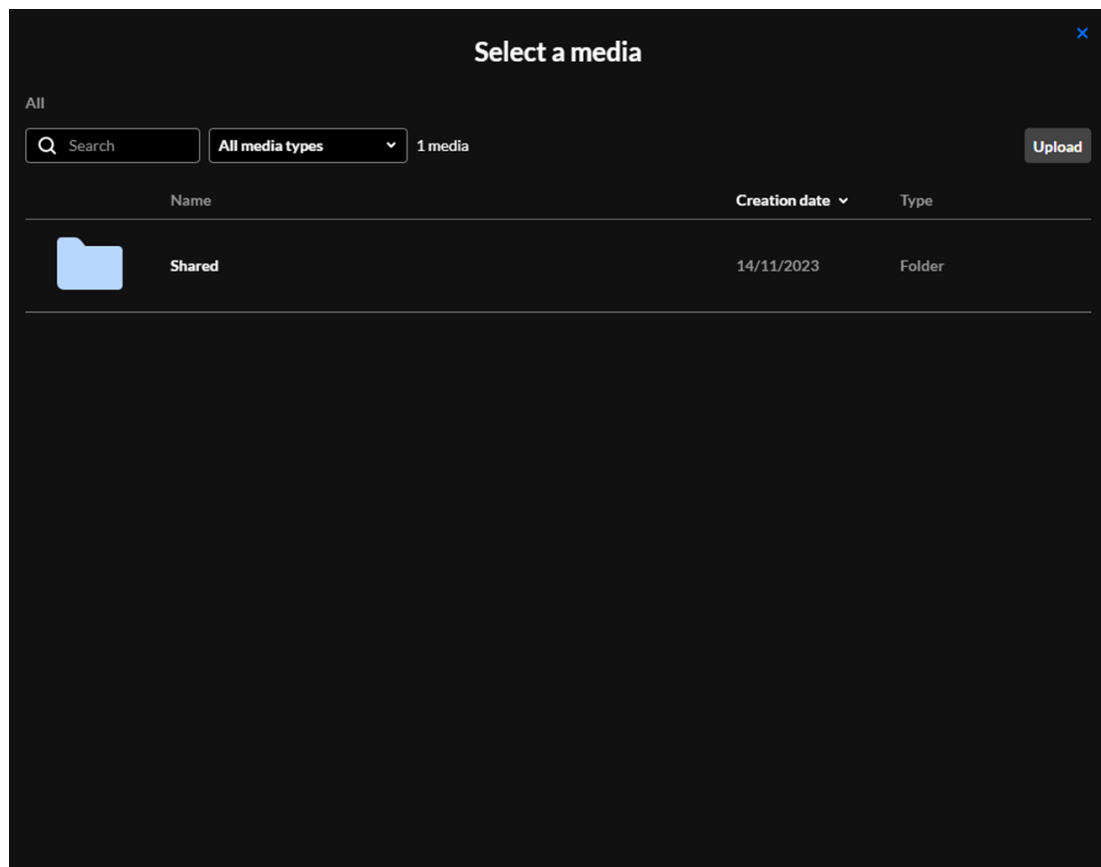 Select a media
All
Search
All media types
1 media
Upload
Name
Creation date
Type
Shared
14/11/2023
Folder